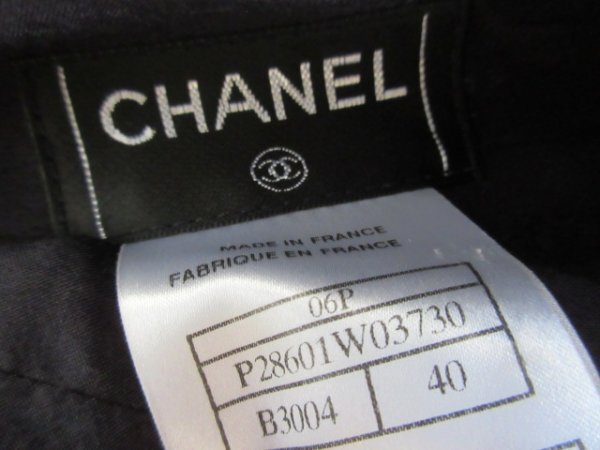 CHANEL
MADE IN FRANCE
FABRIQUE EN FRANCE
06P
P28601W03730
B3004 40